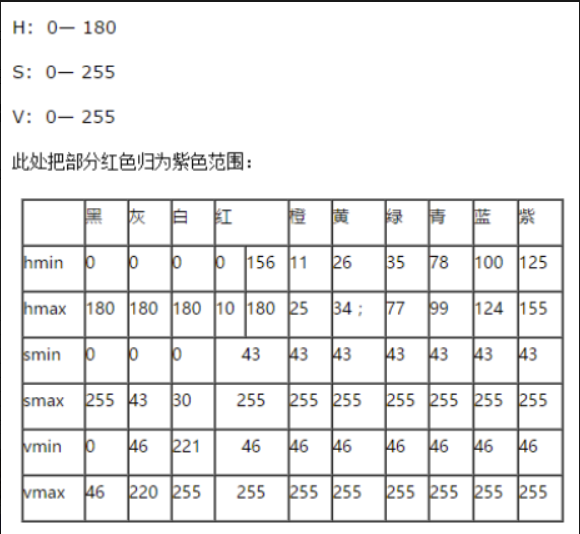 H：0— 180
S：0— 255
V：0— 255
此处把部分红色归为紫色范围：
黑 灰 白 红 橙 黄 绿 青 蓝 紫
hmin 0 0 0 0 156 11 26 35 78 100 125
hmax 180 180 180 10 180 25 34； 77 99 124 155
smin 0 0 0 43 43 43 43 43 43 43
smax 255 43 30 255 255 255 255 255 255 255
vmin 0 46 221 46 46 46 46 46 46 46
vmax 46 220 255 255 255 255 255 255 255 255